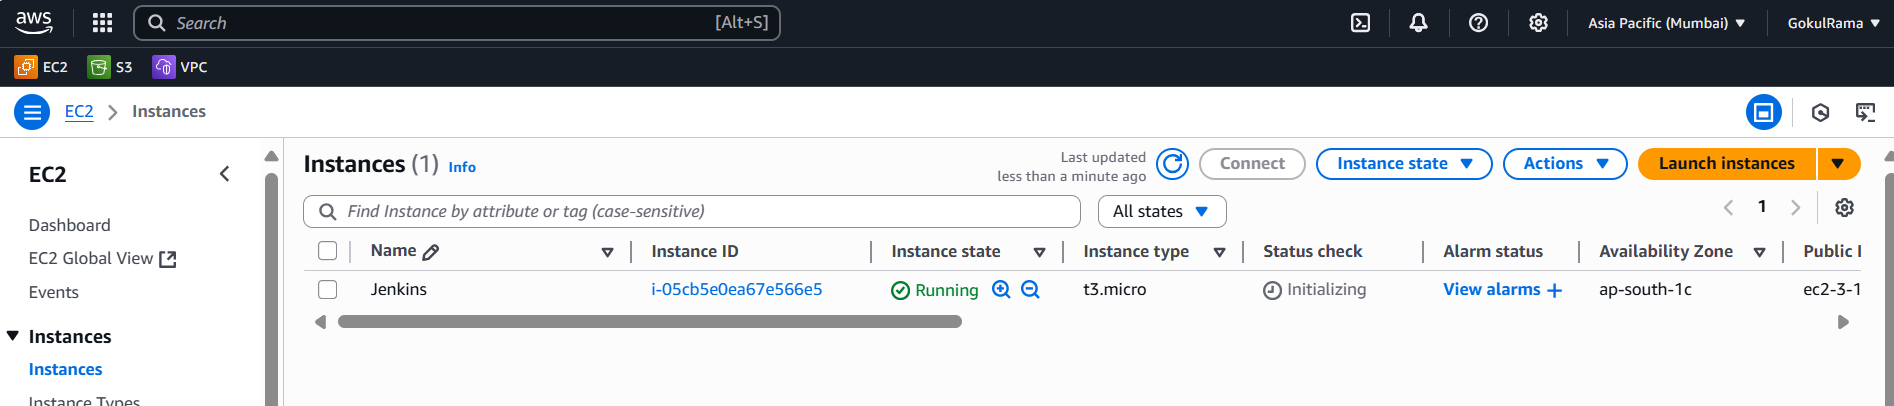 aws
Search [Alt+S]
Asia Pacific (Mumbai)
GokulRama
EC2
S3
VPC
EC2
Instances
EC2
Dashboard
EC2 Global View
Events
Instances
Instances
Instance Types
Instances (1) Info
Last updated
less than a minute ago
Connect
Instance state
Actions
Launch instances
Find Instance by attribute or tag (case-sensitive)
All states
1
Name Instance ID Instance state Instance type Status check Alarm status Availability Zone Public I
Jenkins i-05cb5e0ea67e566e5 Running t3.micro Initializing View alarms + ap-south-1c ec2-3-1